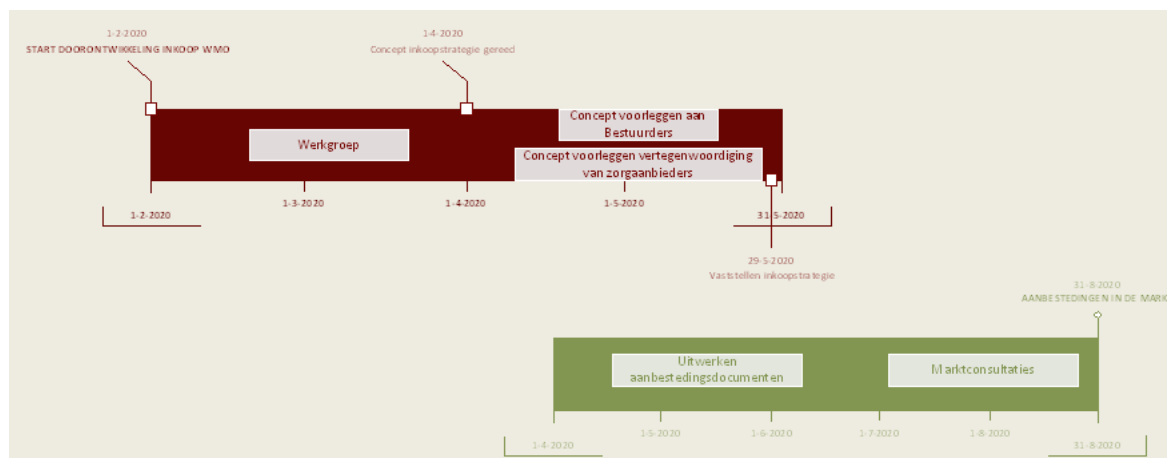 1-2-2020
START DOORONTWIKKELING INKOOP WMO
1-4-2020
Concept inkoopstrategie gereed
Werkgroep
Concept voorleggen aan
Bestuurders
Concept voorleggen vertegenwoordiging
van zorgaanbieders
1-2-2020
1-3-2020
1-4-2020
1-5-2020
31-5-2020
29-5-2020
Vaststellen inkoopstrategie
31-8-2020
AANBESTEDINGEN IN DE MARK
Uitwerken
aanbestedingsdocumenten
Marktconsultaties
1-4-2020
1-5-2020
1-6-2020
1-7-2020
1-8-2020
31-8-2020